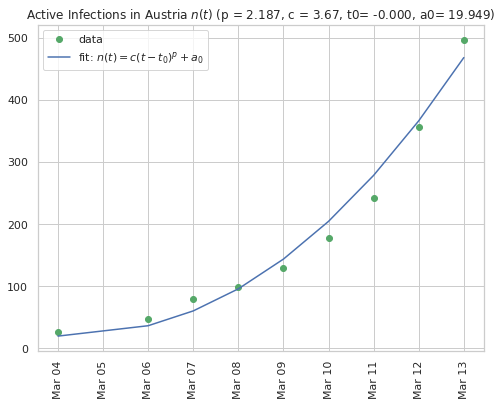 Active Infections in Austria n(t) (p = 2.187, c = 3.67, t0= -0.000, a0= 19.949)
data
fit: n(t) = c(t − t₀)ᵖ + a₀
500
400
300
200
100
0
Mar 04
Mar 05
Mar 06
Mar 07
Mar 08
Mar 09
Mar 10
Mar 11
Mar 12
Mar 13